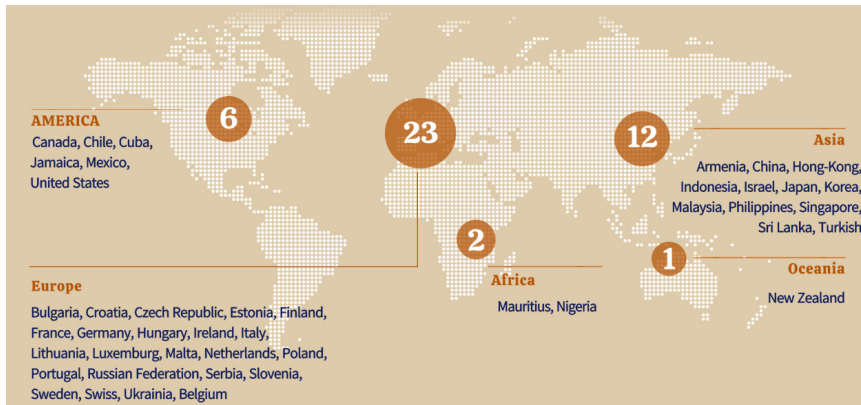 AMERICA
Canada, Chile, Cuba,
Jamaica, Mexico,
United States
6
23
12
Asia
Armenia, China, Hong-Kong,
Indonesia, Israel, Japan, Korea,
Malaysia, Philippines, Singapore,
Sri Lanka, Turkish
2
1
Europe
Bulgaria, Croatia, Czech Republic, Estonia, Finland,
France, Germany, Hungary, Ireland, Italy,
Lithuania, Luxemburg, Malta, Netherlands, Poland,
Portugal, Russian Federation, Serbia, Slovenia,
Sweden, Swiss, Ukrainia, Belgium
Africa
Mauritius, Nigeria
Oceania
New Zealand